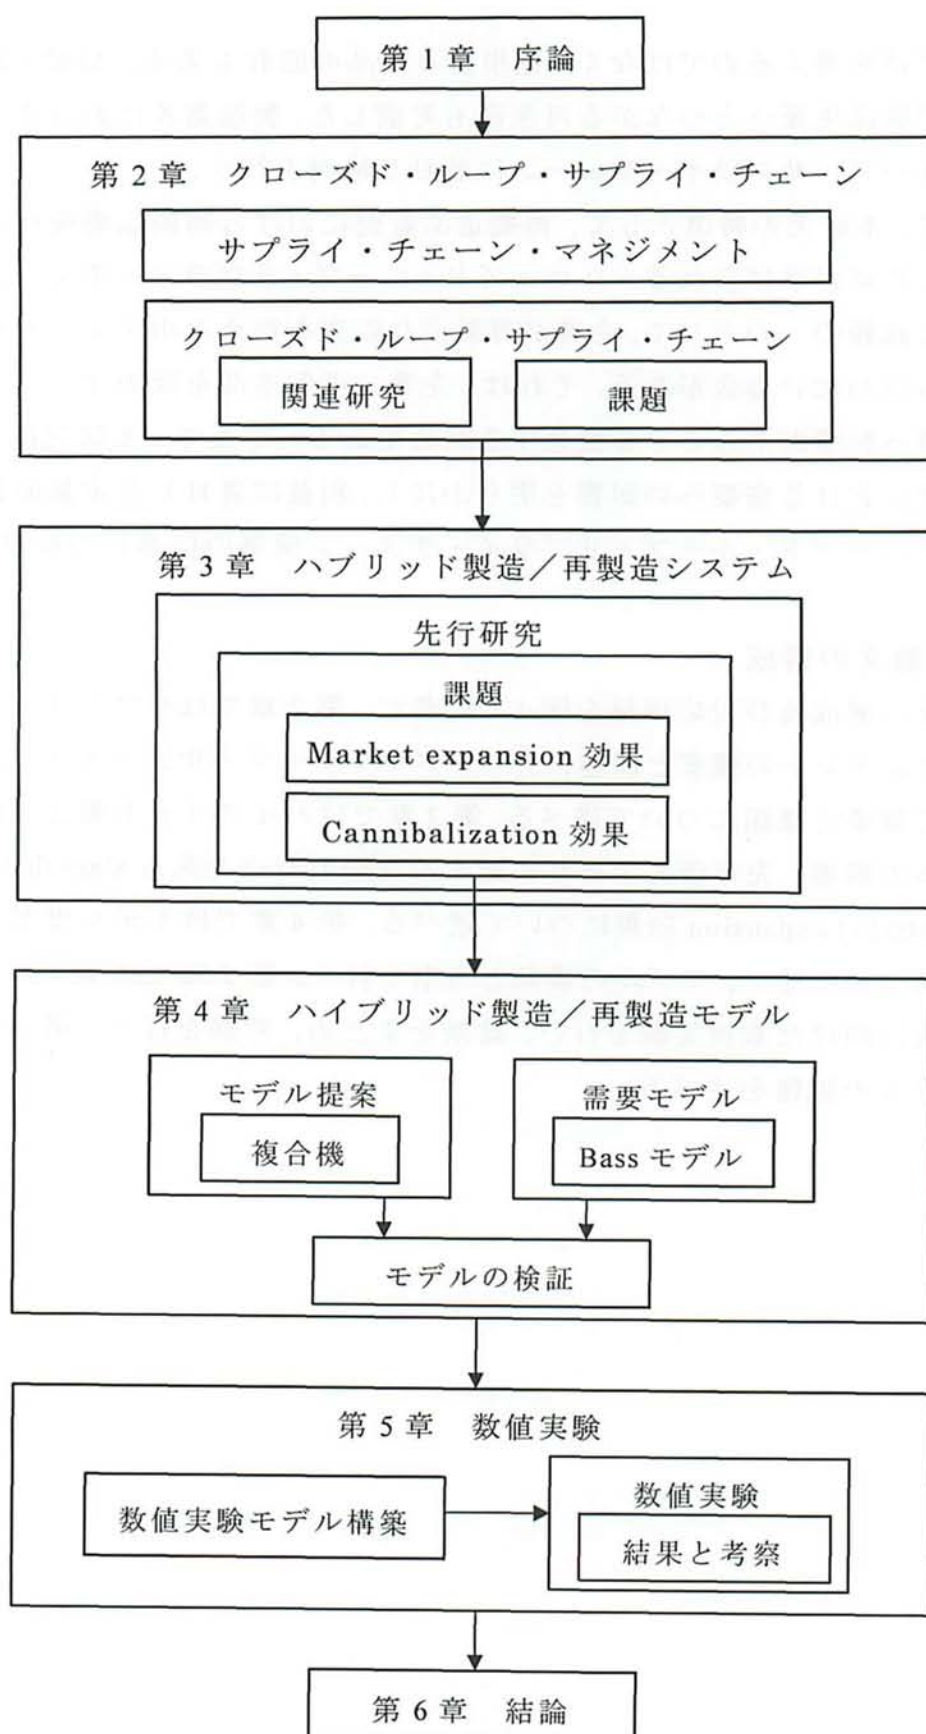 第1章 序論
第2章 クローズド・ループ・サプライ・チェーン
サプライ・チェーン・マネジメント
クローズド・ループ・サプライ・チェーン
関連研究
課題
第3章 ハブリッド製造／再製造システム
先行研究
課題
Market expansion 効果
Cannibalization 効果
第4章 ハイブリッド製造／再製造モデル
モデル提案
需要モデル
複合機
Bass モデル
モデルの検証
第5章 数値実験
数値実験モデル構築
数値実験
結果と考察
第6章 結論